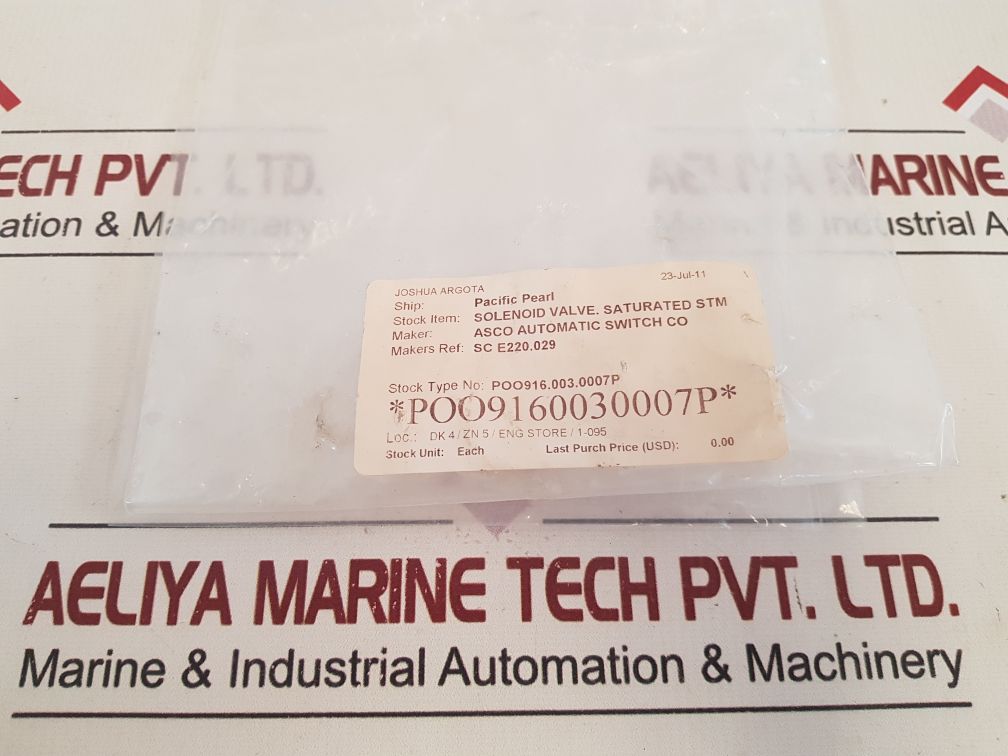 ECH PVT. LTD.
ation & Machinery
AELIYA MARINE
Marine & Industrial A
JOSHUA ARGOTA
23-Jul-11
Ship: Pacific Pearl
Stock Item: SOLENOID VALVE. SATURATED STM
Maker: ASCO AUTOMATIC SWITCH CO
Makers Ref: SC E220.029
Stock Type No: POO916.003.0007P
*POO9160030007P*
Loc.: DK 4 / ZN 5 / ENG STORE / 1-095
Stock Unit: Each Last Purch Price (USD): 0.00
AELIYA MARINE TECH PVT. LTD.
Marine & Industrial Automation & Machinery